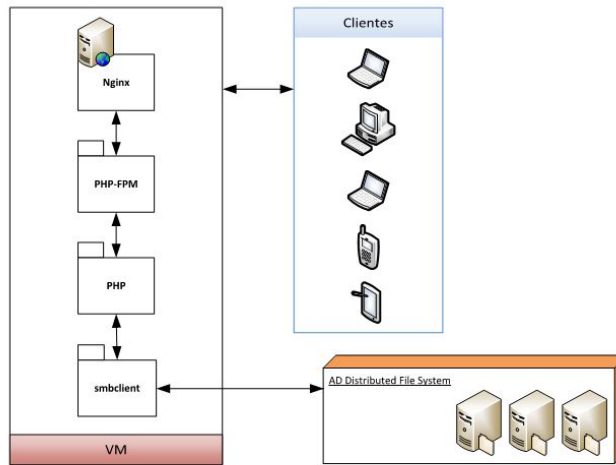 Clientes
Nginx
PHP-FPM
PHP
smbclient
AD Distributed File System
VM